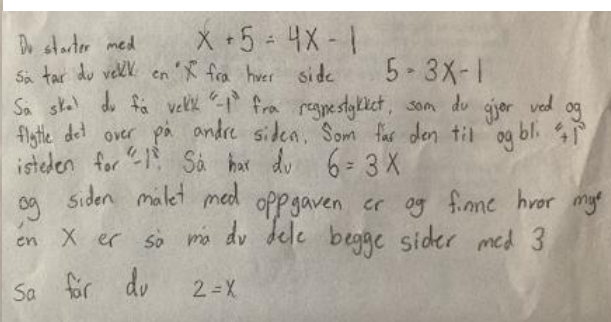 Du starter med x + 5 = 4x - 1
så tar du vekk en "X" fra hver side 5 = 3x-1
Så skal du få vekk "-1" fra regnestykket, som du gjør ved og
flytte det over på andre siden. Som får den til og bli "+1"
isteden for "-1". Så har du 6 = 3X
og siden målet med oppgaven er og finne hvor mye
én X er så må du dele begge sider med 3
Så får du 2=X